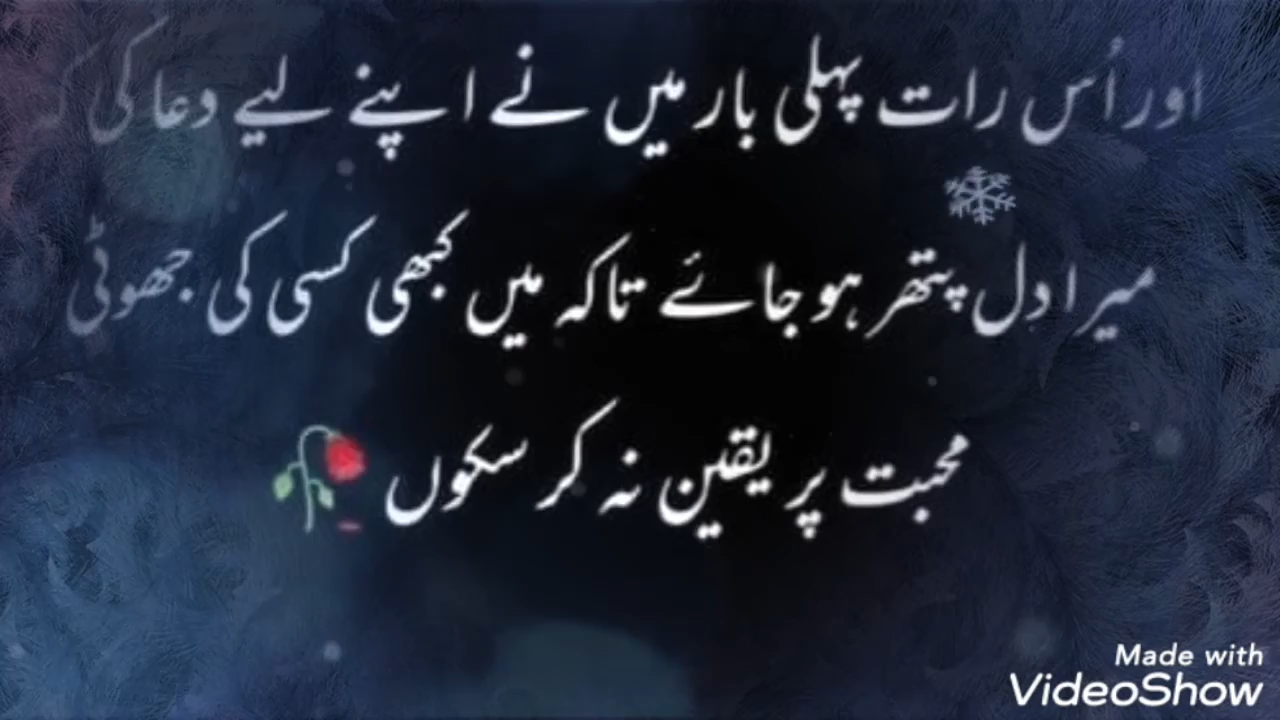 اور اُس رات پہلی بار میں نے اپنے لیے دعا کی کہ
میرا دل پتھر ہو جائے تاکہ میں کبھی کسی کی جھوٹی
محبت پر یقین نہ کر سکوں
Made with
VideoShow